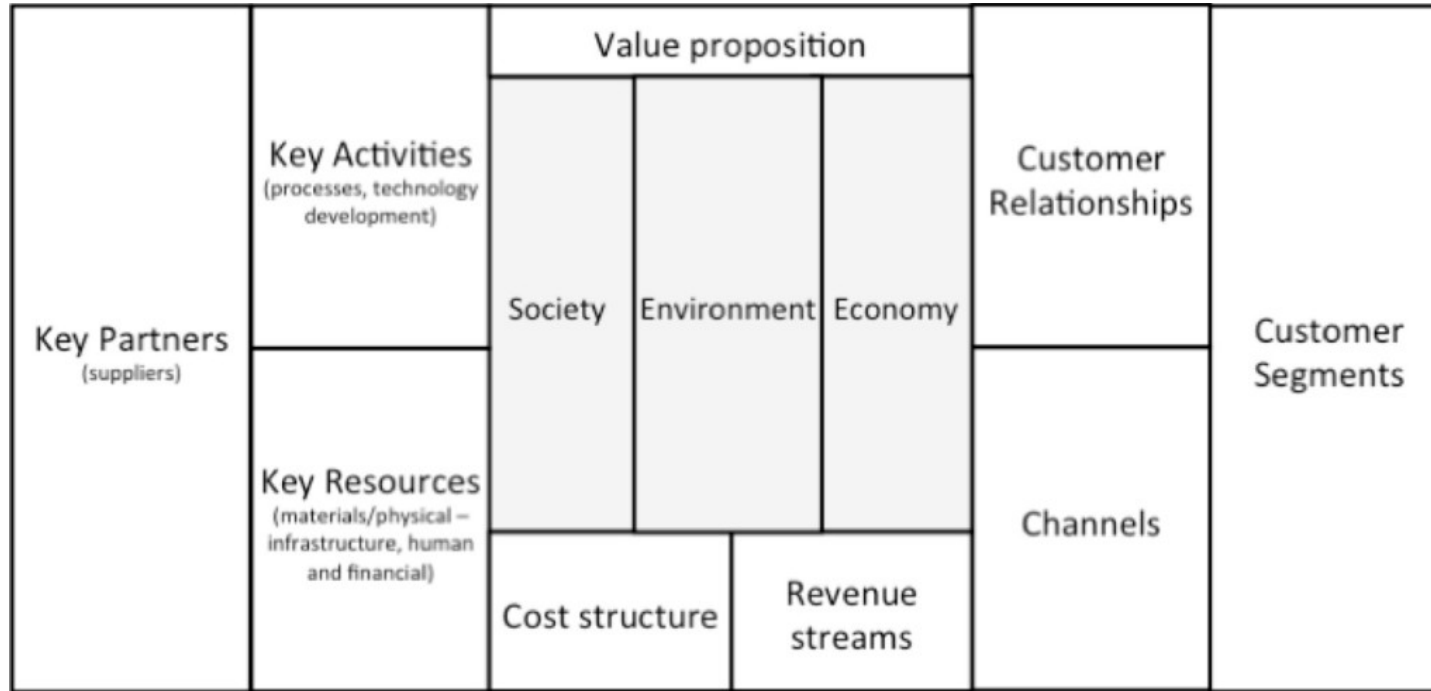 Value proposition
Key Partners
(suppliers)
Key Activities
(processes, technology
development)
Key Resources
(materials/physical –
infrastructure, human
and financial)
Society
Environment
Economy
Cost structure
Revenue
streams
Customer
Relationships
Channels
Customer
Segments